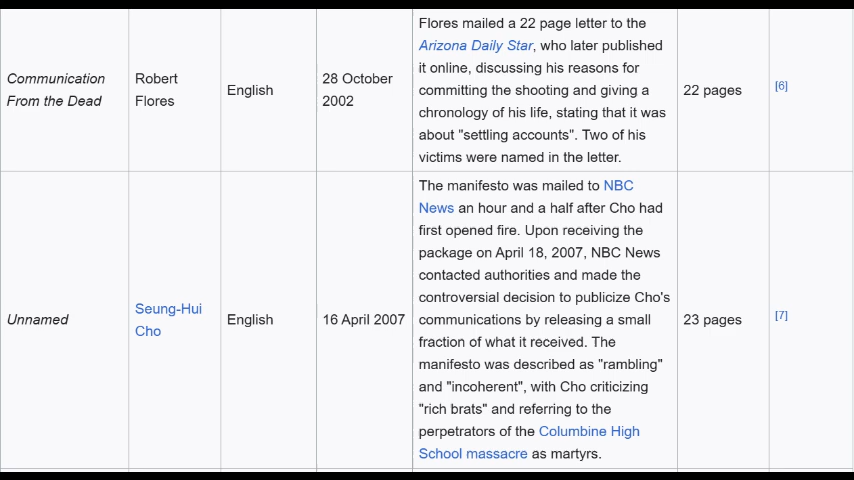 Communication
From the Dead
Robert
Flores
English
28 October
2002
Flores mailed a 22 page letter to the
Arizona Daily Star, who later published
it online, discussing his reasons for
committing the shooting and giving a
chronology of his life, stating that it was
about "settling accounts". Two of his
victims were named in the letter.
22 pages
[6]
Unnamed
Seung-Hui
Cho
English
16 April 2007
The manifesto was mailed to NBC
News an hour and a half after Cho had
first opened fire. Upon receiving the
package on April 18, 2007, NBC News
contacted authorities and made the
controversial decision to publicize Cho's
communications by releasing a small
fraction of what it received. The
manifesto was described as "rambling"
and "incoherent", with Cho criticizing
"rich brats" and referring to the
perpetrators of the Columbine High
School massacre as martyrs.
23 pages
[7]